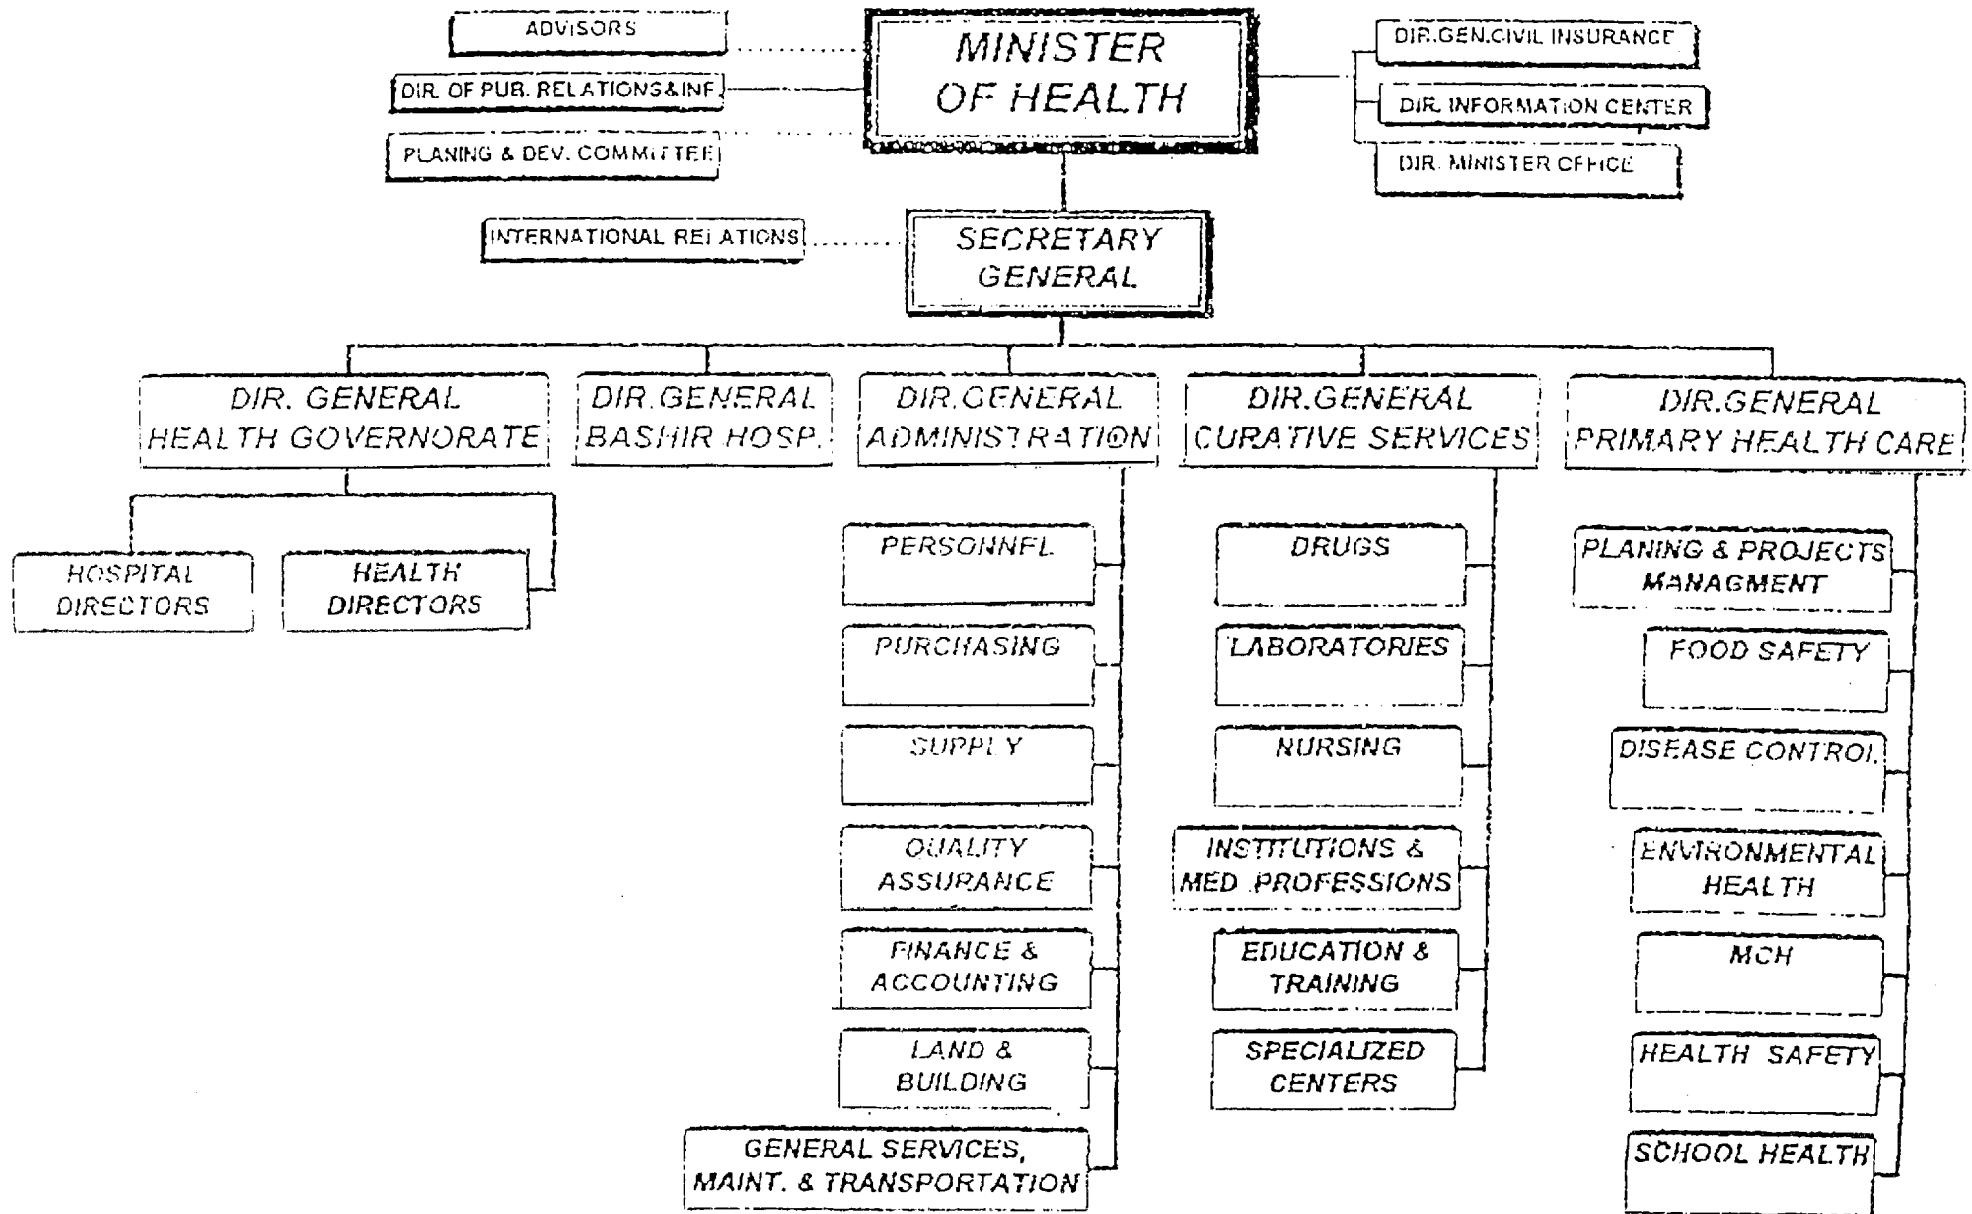 ADVISORS
DIR. OF PUB. RELATIONS&INF.
PLANING & DEV. COMMITTEE
MINISTER
OF HEALTH
DIR.GEN.CIVIL INSURANCE
DIR. INFORMATION CENTER
DIR. MINISTER OFFICE
INTERNATIONAL RELATIONS
SECRETARY
GENERAL
DIR. GENERAL
HEALTH GOVERNORATE
DIR.GENERAL
BASHIR HOSP.
DIR.GENERAL
ADMINISTRATION
DIR.GENERAL
CURATIVE SERVICES
DIR.GENERAL
PRIMARY HEALTH CARE
HOSPITAL
DIRECTORS
HEALTH
DIRECTORS
PERSONNEL
PURCHASING
SUPPLY
QUALITY
ASSURANCE
FINANCE &
ACCOUNTING
LAND &
BUILDING
GENERAL SERVICES,
MAINT. & TRANSPORTATION
DRUGS
LABORATORIES
NURSING
INSTITUTIONS &
MED .PROFESSIONS
EDUCATION &
TRAINING
SPECIALIZED
CENTERS
PLANING & PROJECTS
MANAGMENT
FOOD SAFETY
DISEASE CONTROL
ENVIRONMENTAL
HEALTH
MCH
HEALTH SAFETY
SCHOOL HEALTH